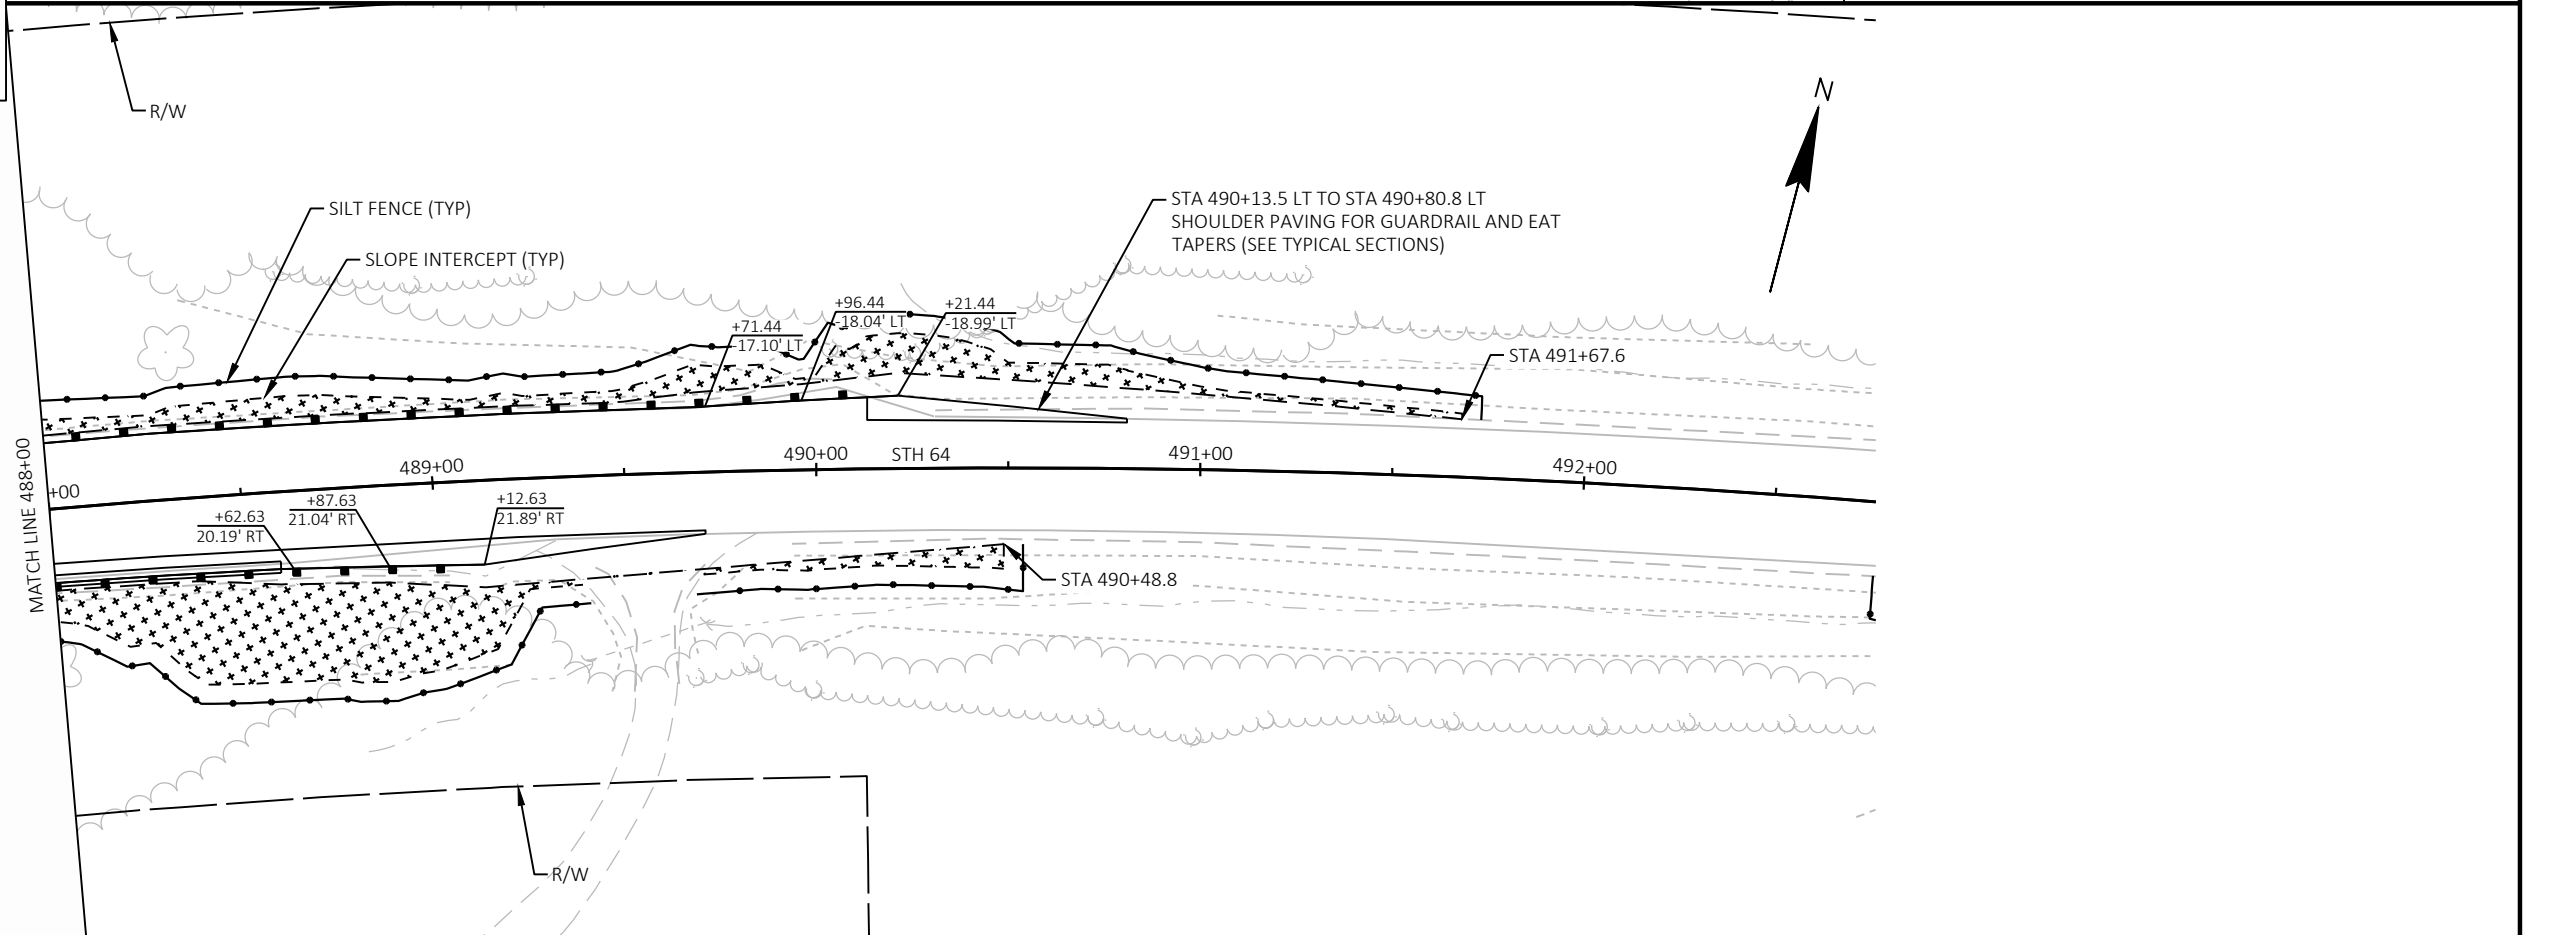 N
R/W
STA 490+13.5 LT TO STA 490+80.8 LT
SHOULDER PAVING FOR GUARDRAIL AND EAT
TAPERS (SEE TYPICAL SECTIONS)
SILT FENCE (TYP)
SLOPE INTERCEPT (TYP)
+71.44
-17.10' LT
+96.44
-18.04' LT
+21.44
-18.99' LT
STA 491+67.6
MATCH LINE 488+00
+00
489+00
490+00
STH 64
491+00
492+00
+62.63
20.19' RT
+87.63
21.04' RT
+12.63
21.89' RT
STA 490+48.8
R/W